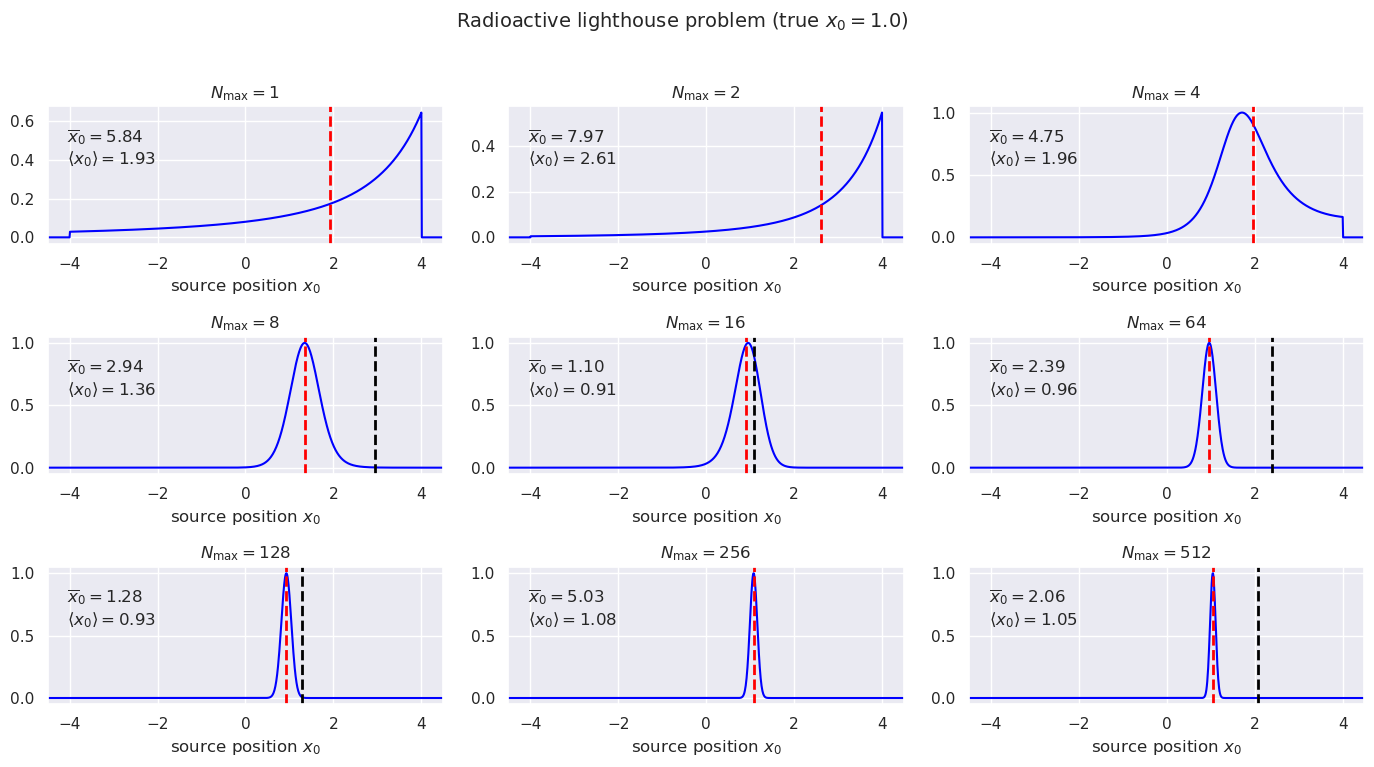 Radioactive lighthouse problem (true x₀ = 1.0)
N_max = 1
0.6
0.4
0.2
0.0
x̅₀ = 5.84
⟨x₀⟩ = 1.93
−4 −2 0 2 4
source position x₀
N_max = 2
0.4
0.2
0.0
x̅₀ = 7.97
⟨x₀⟩ = 2.61
−4 −2 0 2 4
source position x₀
N_max = 4
1.0
0.5
0.0
x̅₀ = 4.75
⟨x₀⟩ = 1.96
−4 −2 0 2 4
source position x₀
N_max = 8
1.0
0.5
0.0
x̅₀ = 2.94
⟨x₀⟩ = 1.36
−4 −2 0 2 4
source position x₀
N_max = 16
1.0
0.5
0.0
x̅₀ = 1.10
⟨x₀⟩ = 0.91
−4 −2 0 2 4
source position x₀
N_max = 64
1.0
0.5
0.0
x̅₀ = 2.39
⟨x₀⟩ = 0.96
−4 −2 0 2 4
source position x₀
N_max = 128
1.0
0.5
0.0
x̅₀ = 1.28
⟨x₀⟩ = 0.93
−4 −2 0 2 4
source position x₀
N_max = 256
1.0
0.5
0.0
x̅₀ = 5.03
⟨x₀⟩ = 1.08
−4 −2 0 2 4
source position x₀
N_max = 512
1.0
0.5
0.0
x̅₀ = 2.06
⟨x₀⟩ = 1.05
−4 −2 0 2 4
source position x₀